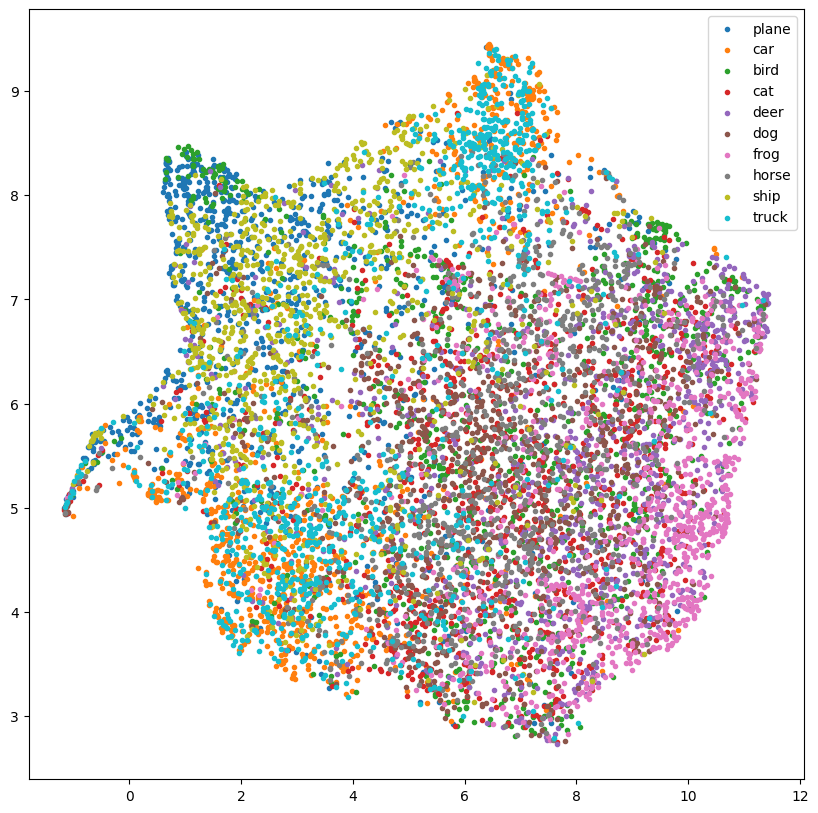 plane
car
bird
cat
deer
dog
frog
horse
ship
truck
9
8
7
6
5
4
3
0 2 4 6 8 10 12